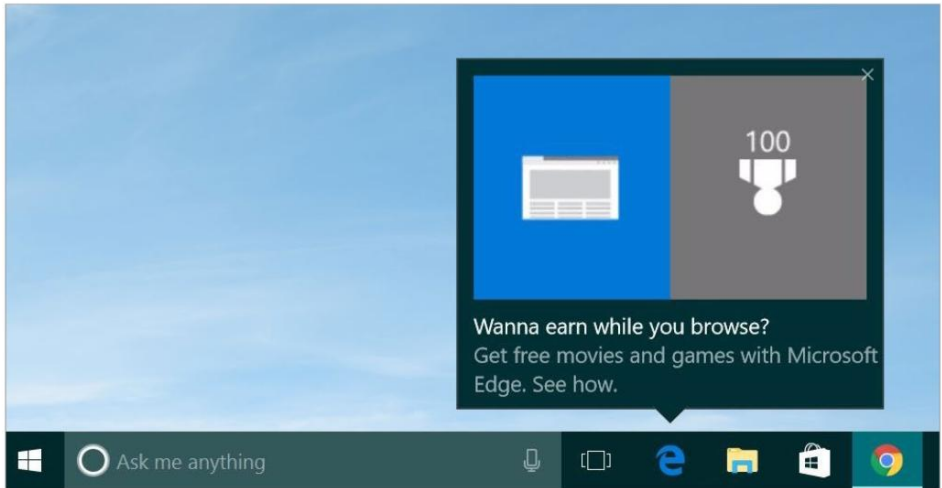 100
Wanna earn while you browse?
Get free movies and games with Microsoft
Edge. See how.
Ask me anything